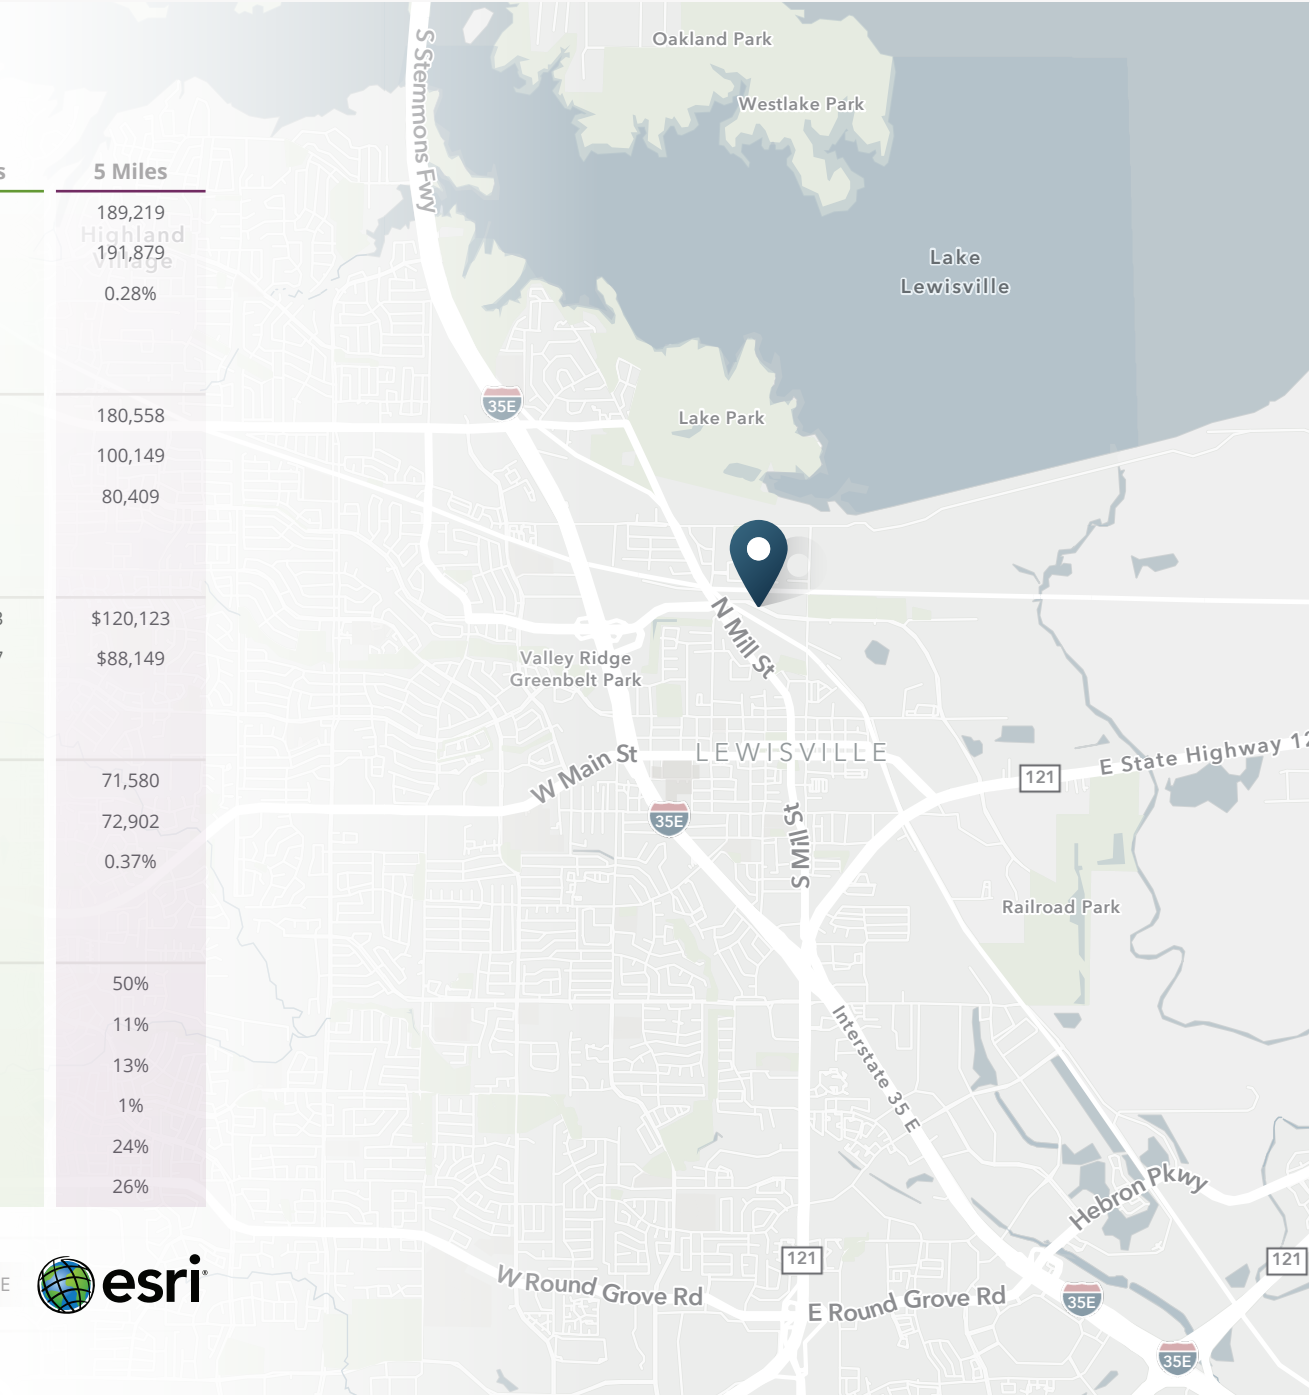 s
5 Miles
189,219
Highland
191,879
Village
0.28%
180,558
100,149
80,409
3
$120,123
7
$88,149
71,580
72,902
0.37%
50%
11%
13%
1%
24%
26%
E
esri
S Stemmons Fwy
Oakland Park
Westlake Park
Lake
Lewisville
35E
Lake Park
N Mill St
Valley Ridge
Greenbelt Park
W Main St
LEWISVILLE
121
E State Highway 12
35E
S Mill St
Railroad Park
Interstate 35 E
Hebron Pkwy
121
121
W Round Grove Rd
E Round Grove Rd
35E
35E